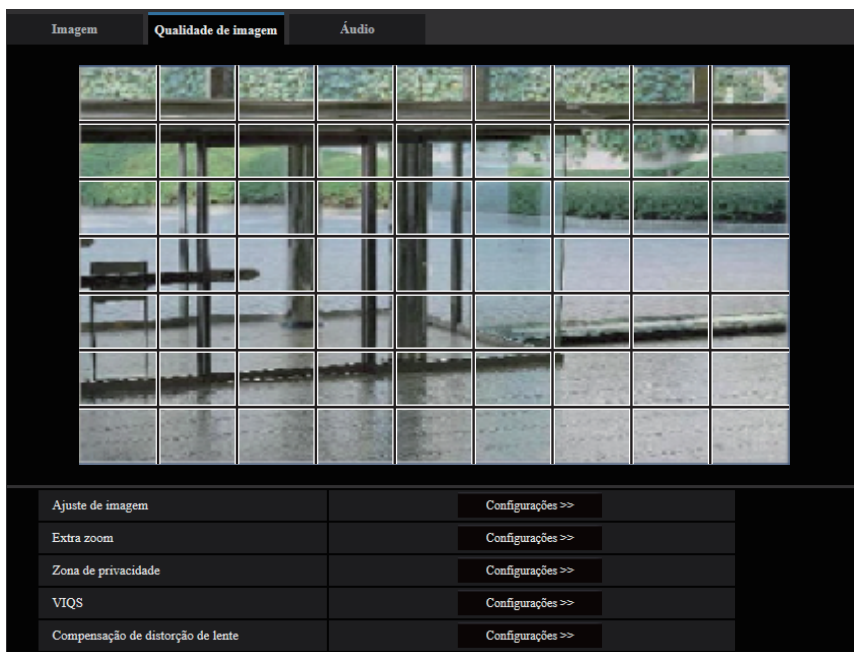 Imagem Qualidade de imagem Áudio
Ajuste de imagem Configurações >>
Extra zoom Configurações >>
Zona de privacidade Configurações >>
VIQS Configurações >>
Compensação de distorção de lente Configurações >>